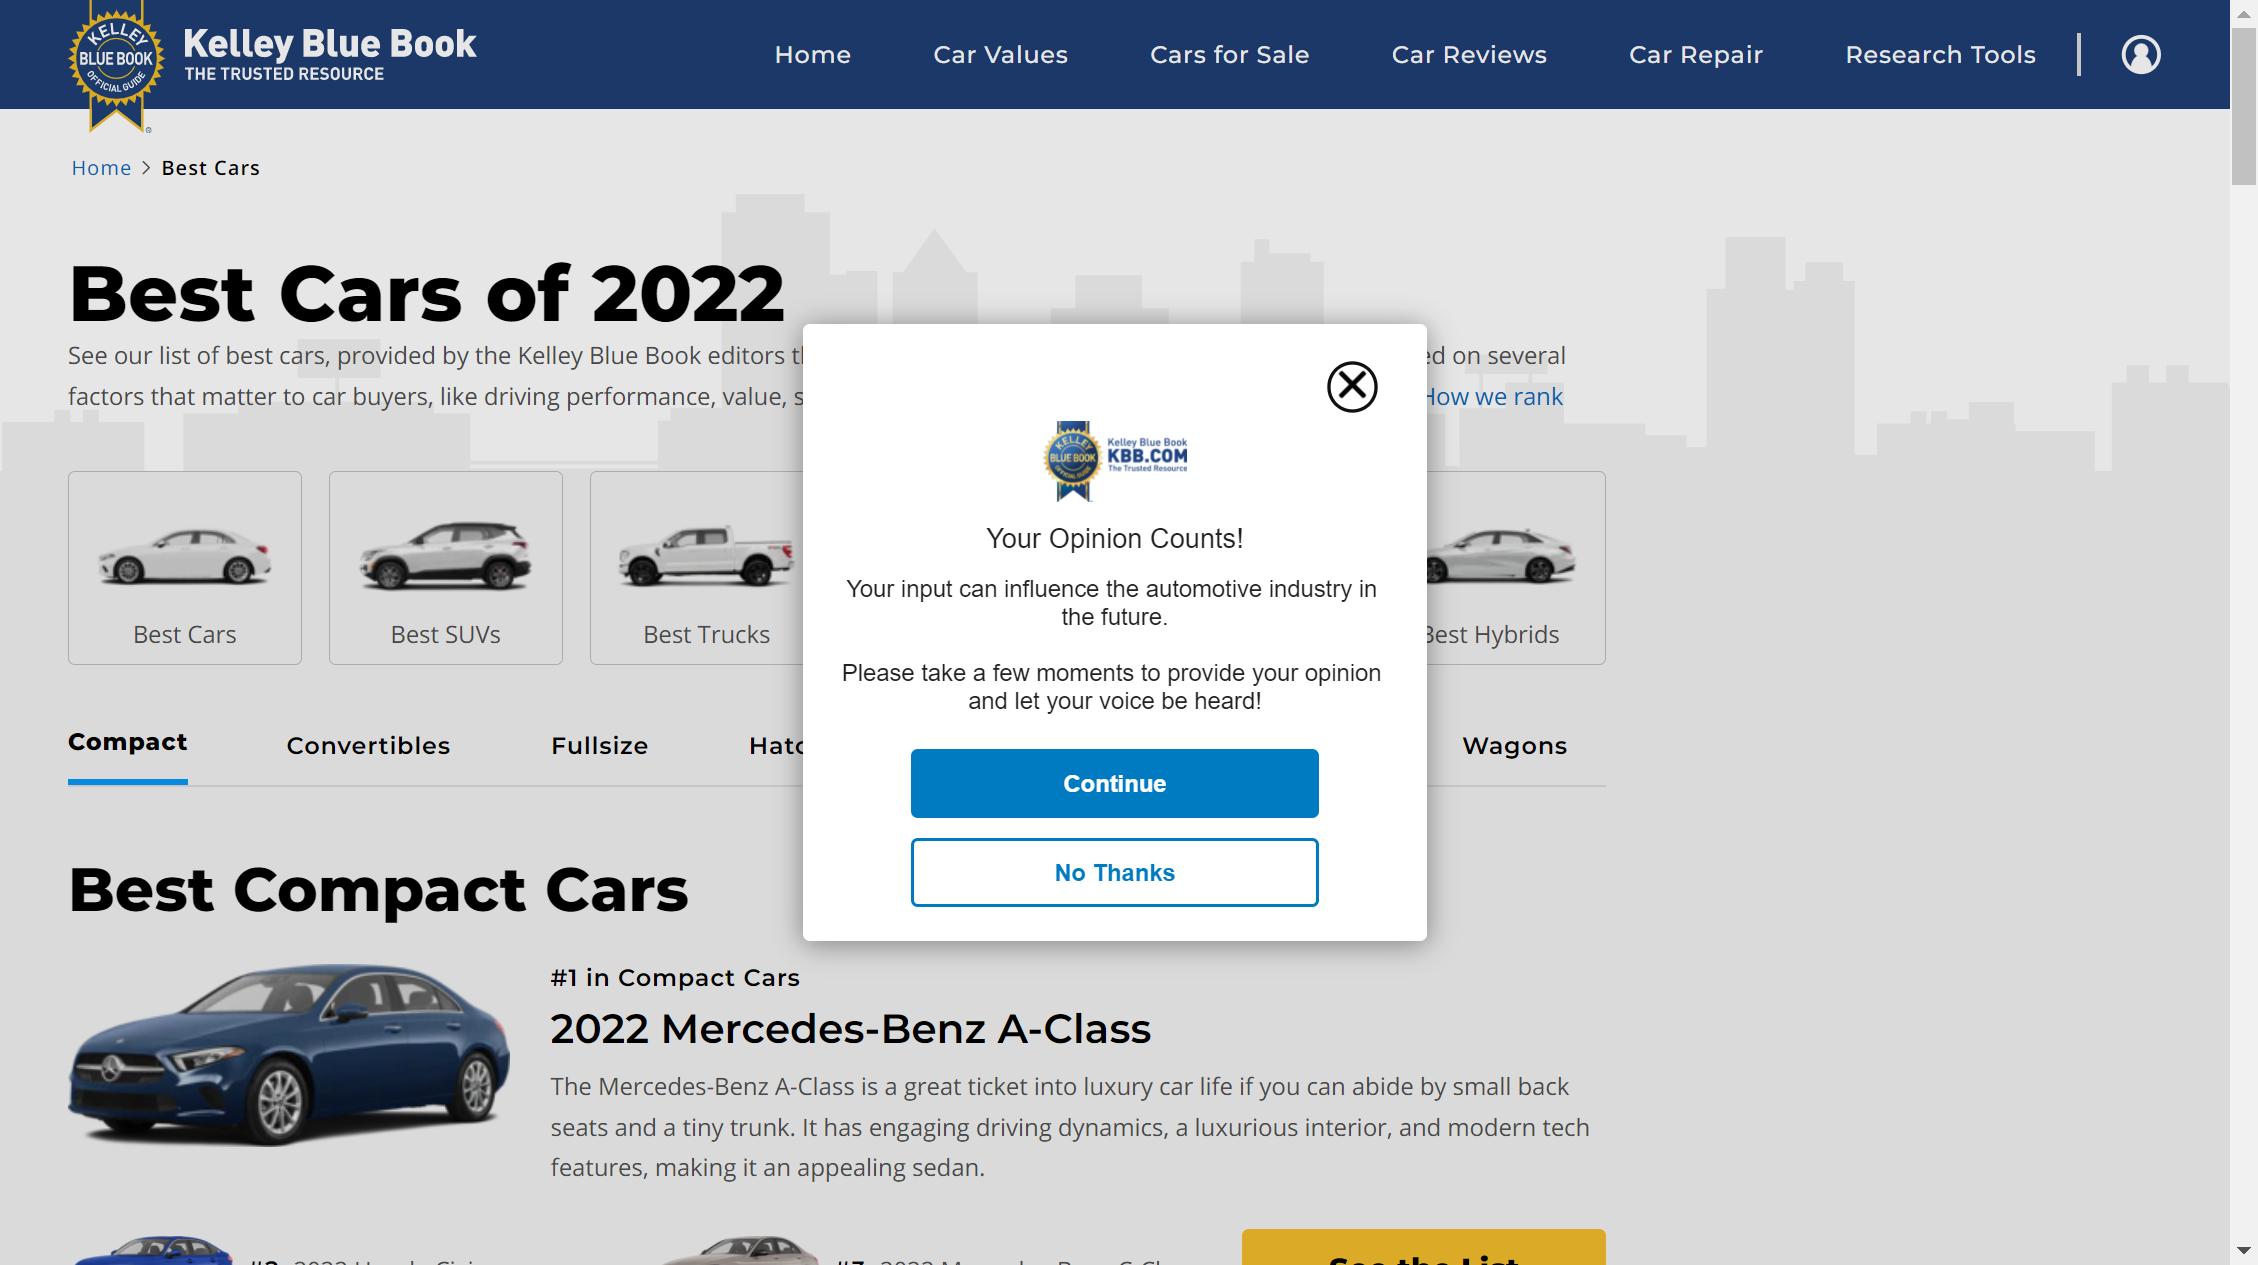 KELLEY
BLUE BOOK
OFFICIAL GUIDE
Kelley Blue Book
THE TRUSTED RESOURCE
Home
Car Values
Cars for Sale
Car Reviews
Car Repair
Research Tools
Home > Best Cars
Best Cars of 2022
See our list of best cars, provided by the Kelley Blue Book editors
on several
factors that matter to car buyers, like driving performance, value,
How we rank
KELLEY
BLUE BOOK
OFFICIAL GUIDE
Kelley Blue Book
KBB.COM
The Trusted Resource
Your Opinion Counts!
Your input can influence the automotive industry in
the future.
Please take a few moments to provide your opinion
and let your voice be heard!
Continue
No Thanks
Best Cars
Best SUVs
Best Trucks
Best Hybrids
Compact
Convertibles
Fullsize
Wagons
Best Compact Cars
#1 in Compact Cars
2022 Mercedes-Benz A-Class
The Mercedes-Benz A-Class is a great ticket into luxury car life if you can abide by small back
seats and a tiny trunk. It has engaging driving dynamics, a luxurious interior, and modern tech
features, making it an appealing sedan.
See the List